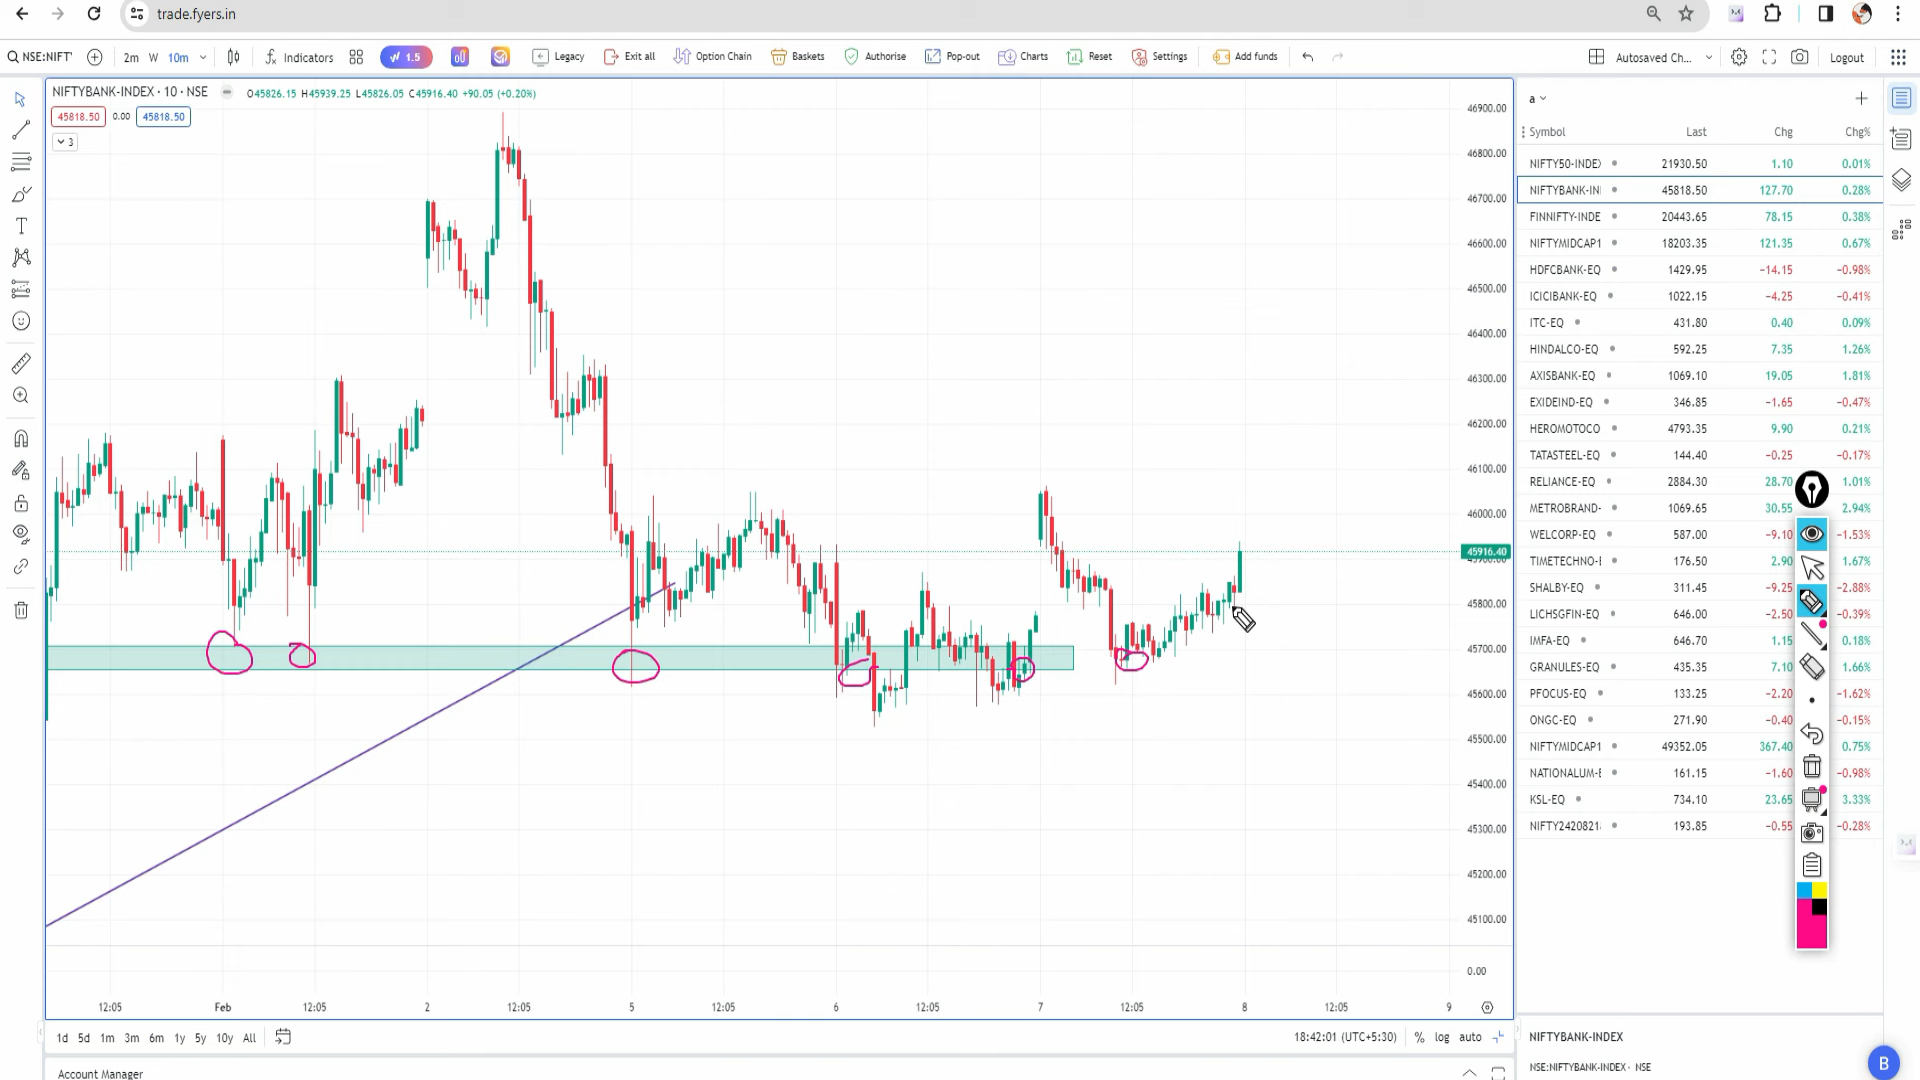 trade.fyers.in
NSE:NIFT' 2m W 10m Indicators 1.5 Legacy Exit all Option Chain Baskets Authorise Pop-out Charts Reset Settings Add funds Autosaved Ch... Logout
NIFTYBANK-INDEX · 10 · NSE O45826.15 H45939.25 L45826.05 C45916.40 +90.05 (+0.20%)
45818.50 0.00 45818.50
3
46900.00
46800.00
46700.00
46600.00
46500.00
46400.00
46300.00
46200.00
46100.00
46000.00
45916.40
45900.00
45800.00
45700.00
45600.00
45500.00
45400.00
45300.00
45200.00
45100.00
0.00
12:05 Feb 12:05 2 12:05 5 12:05 6 12:05 7 12:05 8 12:05 9
1d 5d 1m 3m 6m 1y 5y 10y All 18:42:01 (UTC+5:30) % log auto
Account Manager
a
Symbol Last Chg Chg%
NIFTY50-INDE 21930.50 1.10 0.01%
NIFTYBANK-IN 45818.50 127.70 0.28%
FINNIFTY-INDE 20443.65 78.15 0.38%
NIFTYMIDCAP1 18203.35 121.35 0.67%
HDFCBANK-EQ 1429.95 -14.15 -0.98%
ICICIBANK-EQ 1022.15 -4.25 -0.41%
ITC-EQ 431.80 0.40 0.09%
HINDALCO-EQ 592.25 7.35 1.26%
AXISBANK-EQ 1069.10 19.05 1.81%
EXIDEIND-EQ 346.85 -1.65 -0.47%
HEROMOTOCO 4793.35 9.90 0.21%
TATASTEEL-EQ 144.40 -0.25 -0.17%
RELIANCE-EQ 2884.30 28.70 1.01%
METROBRAND- 1069.65 30.55 2.94%
WELCORP-EQ 587.00 -9.10 -1.53%
TIMETECHNO-E 176.50 2.90 1.67%
SHALBY-EQ 311.45 -9.25 -2.88%
LICHSGFIN-EQ 646.00 -2.50 -0.39%
IMFA-EQ 646.70 1.15 0.18%
GRANULES-EQ 435.35 7.10 1.66%
PFOCUS-EQ 133.25 -2.20 -1.62%
ONGC-EQ 271.90 -0.40 -0.15%
NIFTYMIDCAP1 49352.05 367.40 0.75%
NATIONALUM-E 161.15 -1.60 -0.98%
KSL-EQ 734.10 23.65 3.33%
NIFTY2420821 193.85 -0.55 -0.28%
NIFTYBANK-INDEX
NSE:NIFTYBANK-INDEX · NSE
B